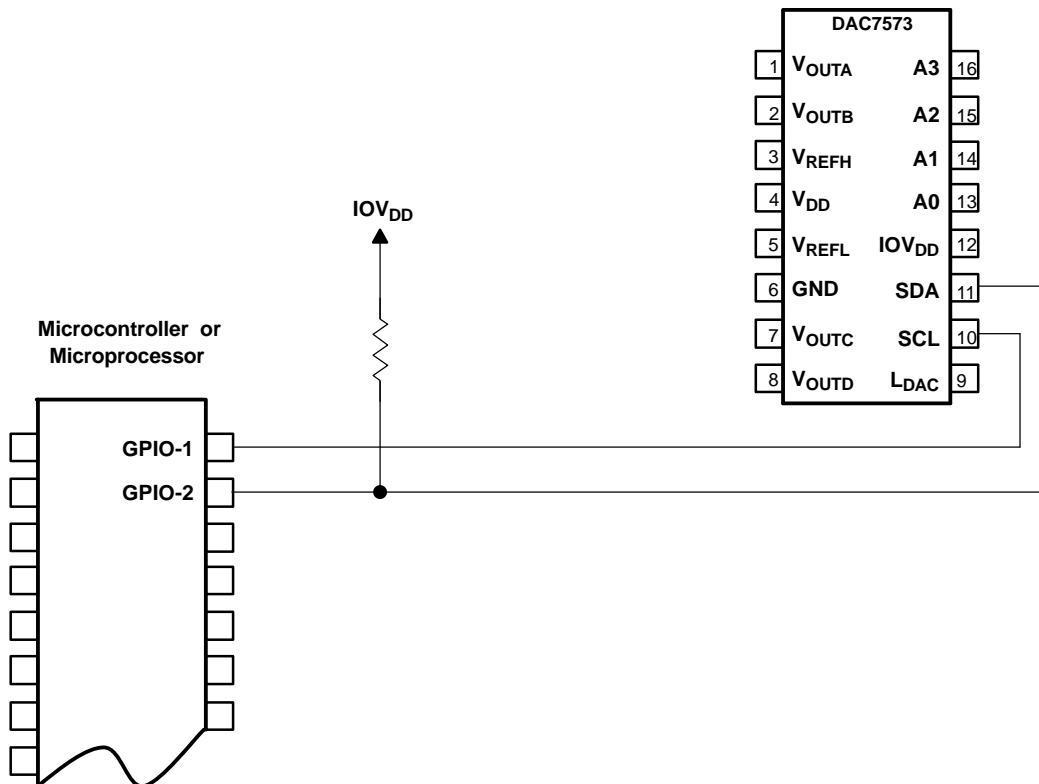 DAC7573
1 VOUTA A3 16
2 VOUTB A2 15
3 VREFH A1 14
4 VDD A0 13
5 VREFL IOVDD 12
6 GND SDA 11
7 VOUTC SCL 10
8 VOUTD LDAC 9
IOVDD
Microcontroller or
Microprocessor
GPIO-1
GPIO-2